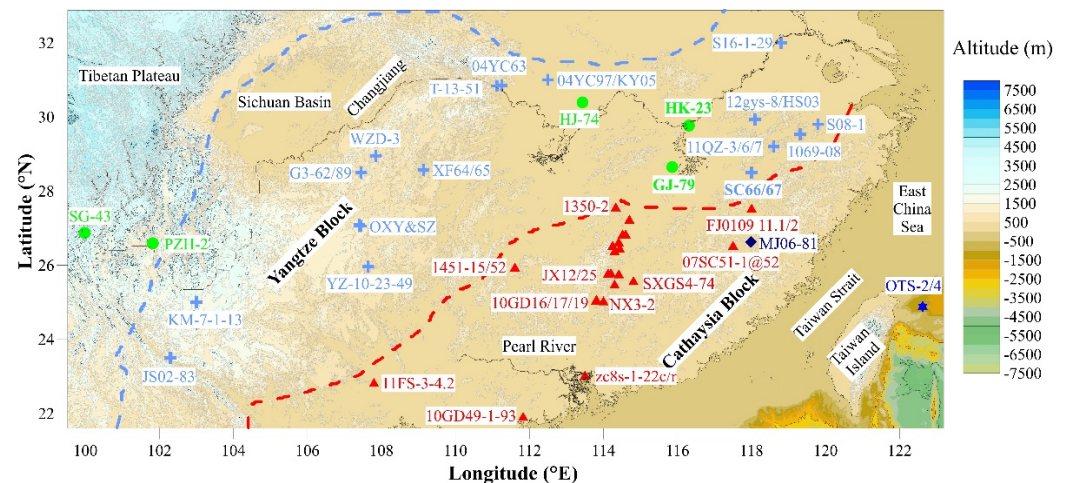 32
30
28
26
24
22
Latitude (°N)
Tibetan Plateau
Sichuan Basin
Changjiang
04YC63
T-13-51
04YC97/KY05
S16-1-29
HJ-74
HK-23
12gys-8/HS03
S08-1
11QZ-3/6/7
1069-08
WZD-3
G3-62/89
XF64/65
GJ-79
SC66/67
East
China
Sea
SG-43
PZH-2
Yangtze Block
OXY&SZ
1350-2
FJ0109 11.1/2
MJ06-81
07SC51-1@52
1451-15/52
JX12/25
SXGS4-74
YZ-10-23-49
10GD16/17/19
NX3-2
Cathaysia Block
Taiwan Strait
OTS-2/4
KM-7-1-13
Pearl River
Taiwan
Island
JS02-83
11FS-3-4,2
zc8s-1-22c/r
10GD49-1-93
100
102
104
106
108
110
112
114
116
118
120
122
Longitude (°E)
Altitude (m)
7500
6500
5500
4500
3500
2500
1500
500
-500
-1500
-2500
-3500
-4500
-5500
-6500
-7500